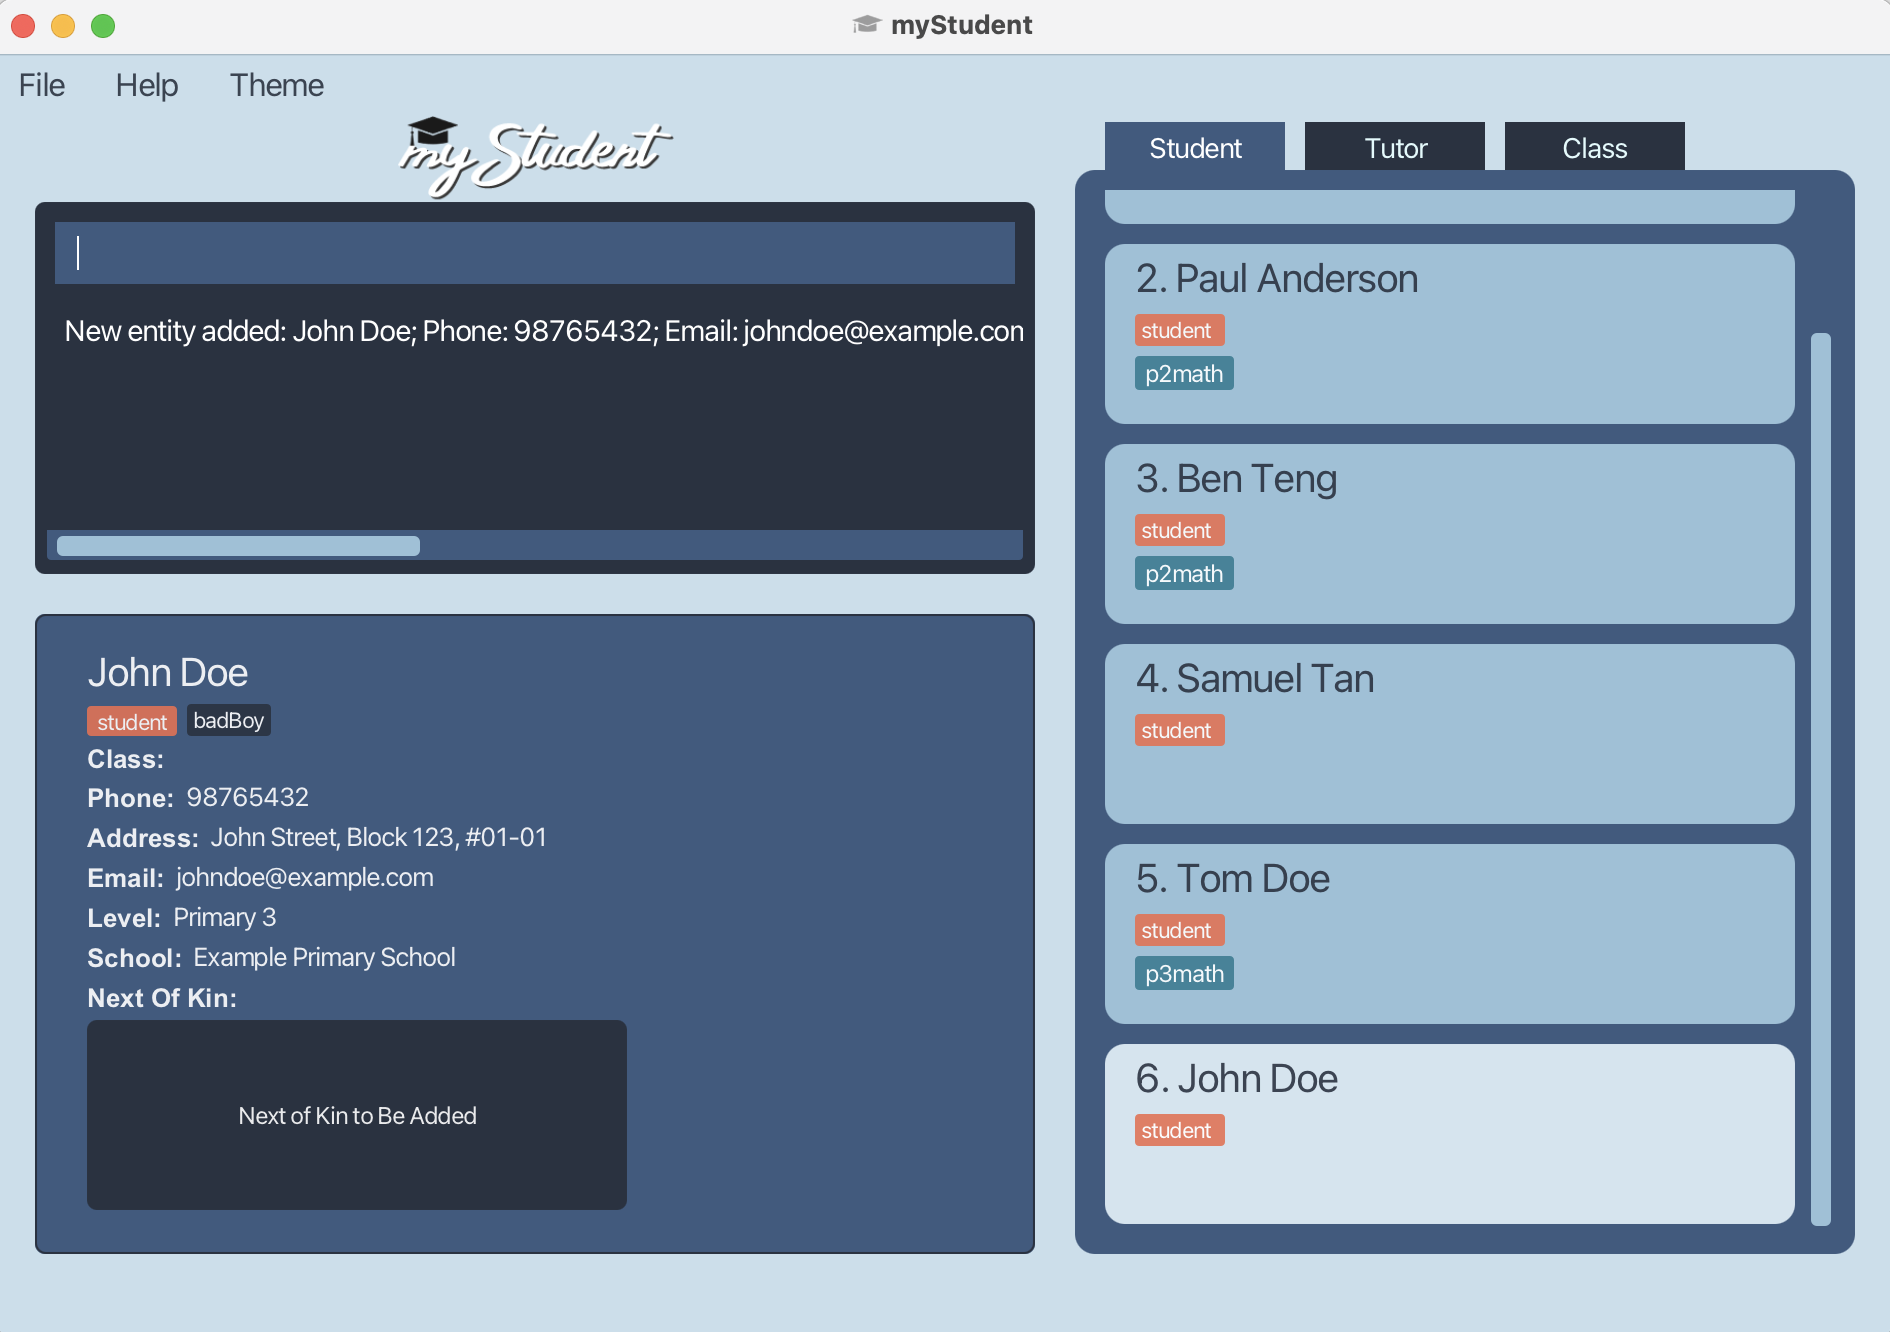 myStudent
File Help Theme
myStudent
New entity added: John Doe; Phone: 98765432; Email: johndoe@example.con
John Doe
student badBoy
Class:
Phone: 98765432
Address: John Street, Block 123, #01-01
Email: johndoe@example.com
Level: Primary 3
School: Example Primary School
Next Of Kin:
Next of Kin to Be Added
Student Tutor Class
2. Paul Anderson
student
p2math
3. Ben Teng
student
p2math
4. Samuel Tan
student
5. Tom Doe
student
p3math
6. John Doe
student